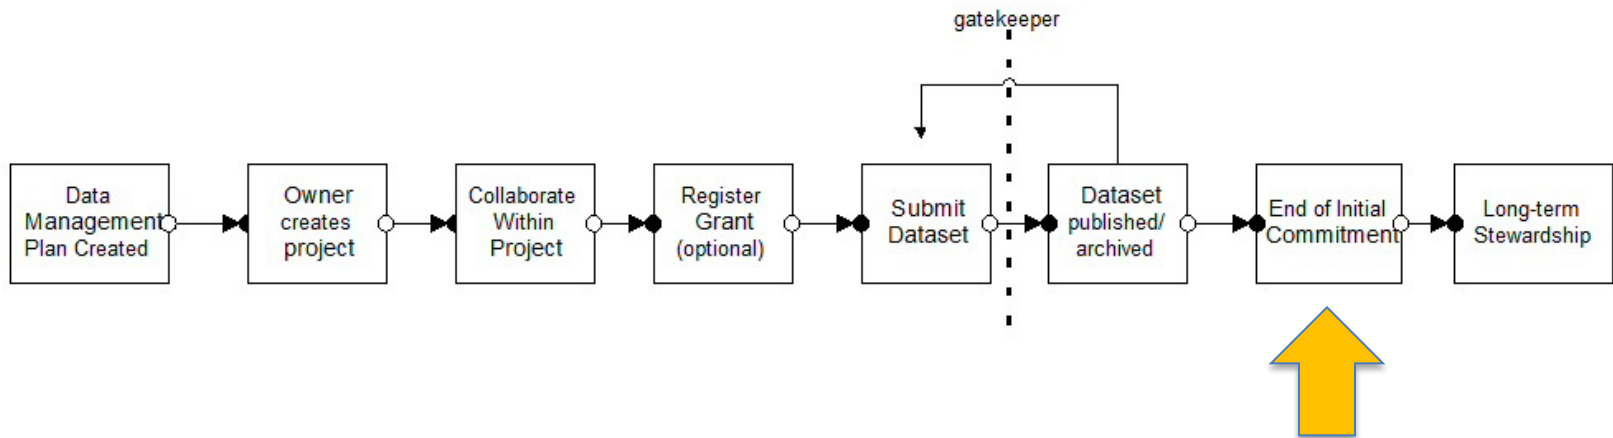 gatekeeper
Data
Management
Plan Created
Owner
creates
project
Collaborate
Within
Project
Register
Grant
(optional)
Submit
Dataset
Dataset
published/
archived
End of Initial
Commitment
Long-term
Stewardship